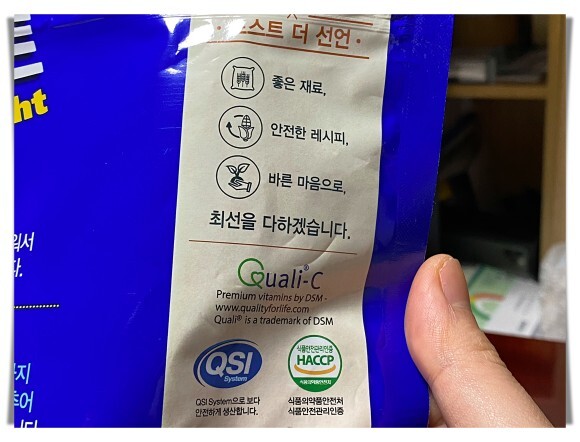 ht
더 선언·
좋은 재료,
안전한 레시피,
바른 마음으로,
최선을 다하겠습니다.
Quali®-C
Premium vitamins by DSM -
www.qualityforlife.com
Quali® is a trademark of DSM
QSI
System
QSI System으로 보다
안전하게 생산합니다.
식품안전관리인증
HACCP
식품의약품안전처
식품의약품안전처
식품안전관리인증